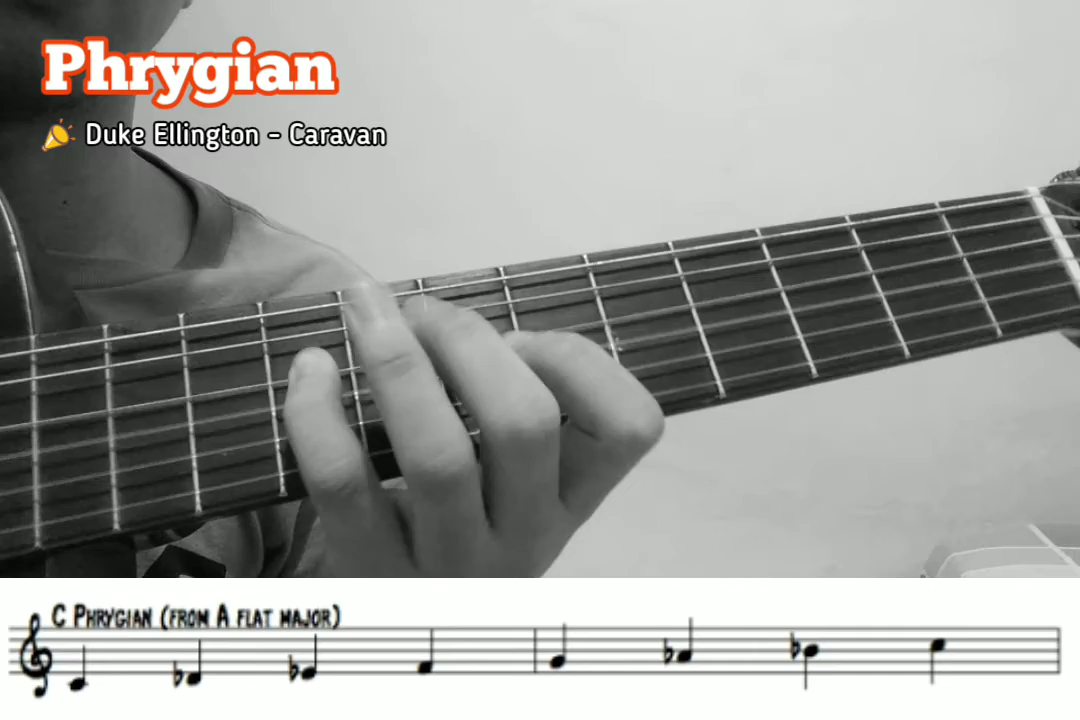 Phrygian
Duke Ellington - Caravan
C Phrygian (from A flat major)